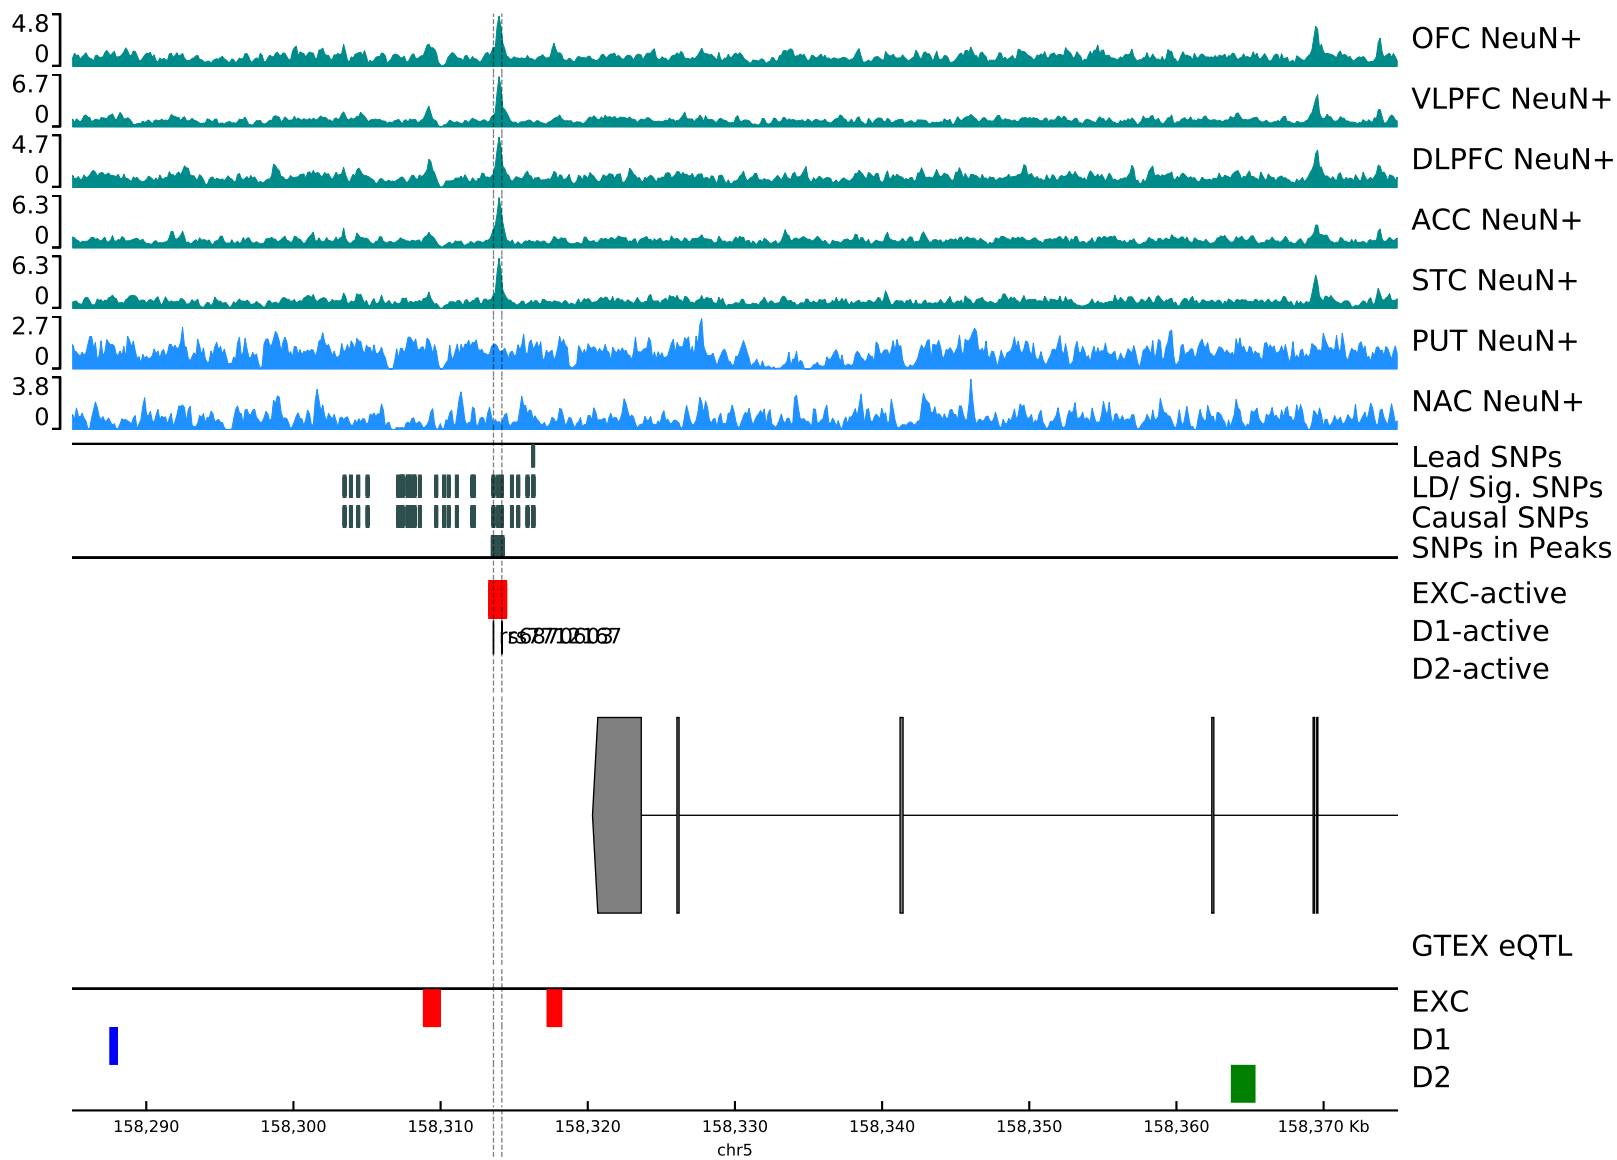 4.8
0
OFC NeuN+
6.7
0
VLPFC NeuN+
4.7
0
DLPFC NeuN+
6.3
0
ACC NeuN+
6.3
0
STC NeuN+
2.7
0
PUT NeuN+
3.8
0
NAC NeuN+
Lead SNPs
LD/ Sig. SNPs
Causal SNPs
SNPs in Peaks
EXC-active
D1-active
D2-active
GTEX eQTL
EXC
D1
D2
158,290 158,300 158,310 158,320 158,330 158,340 158,350 158,360 158,370 Kb
chr5